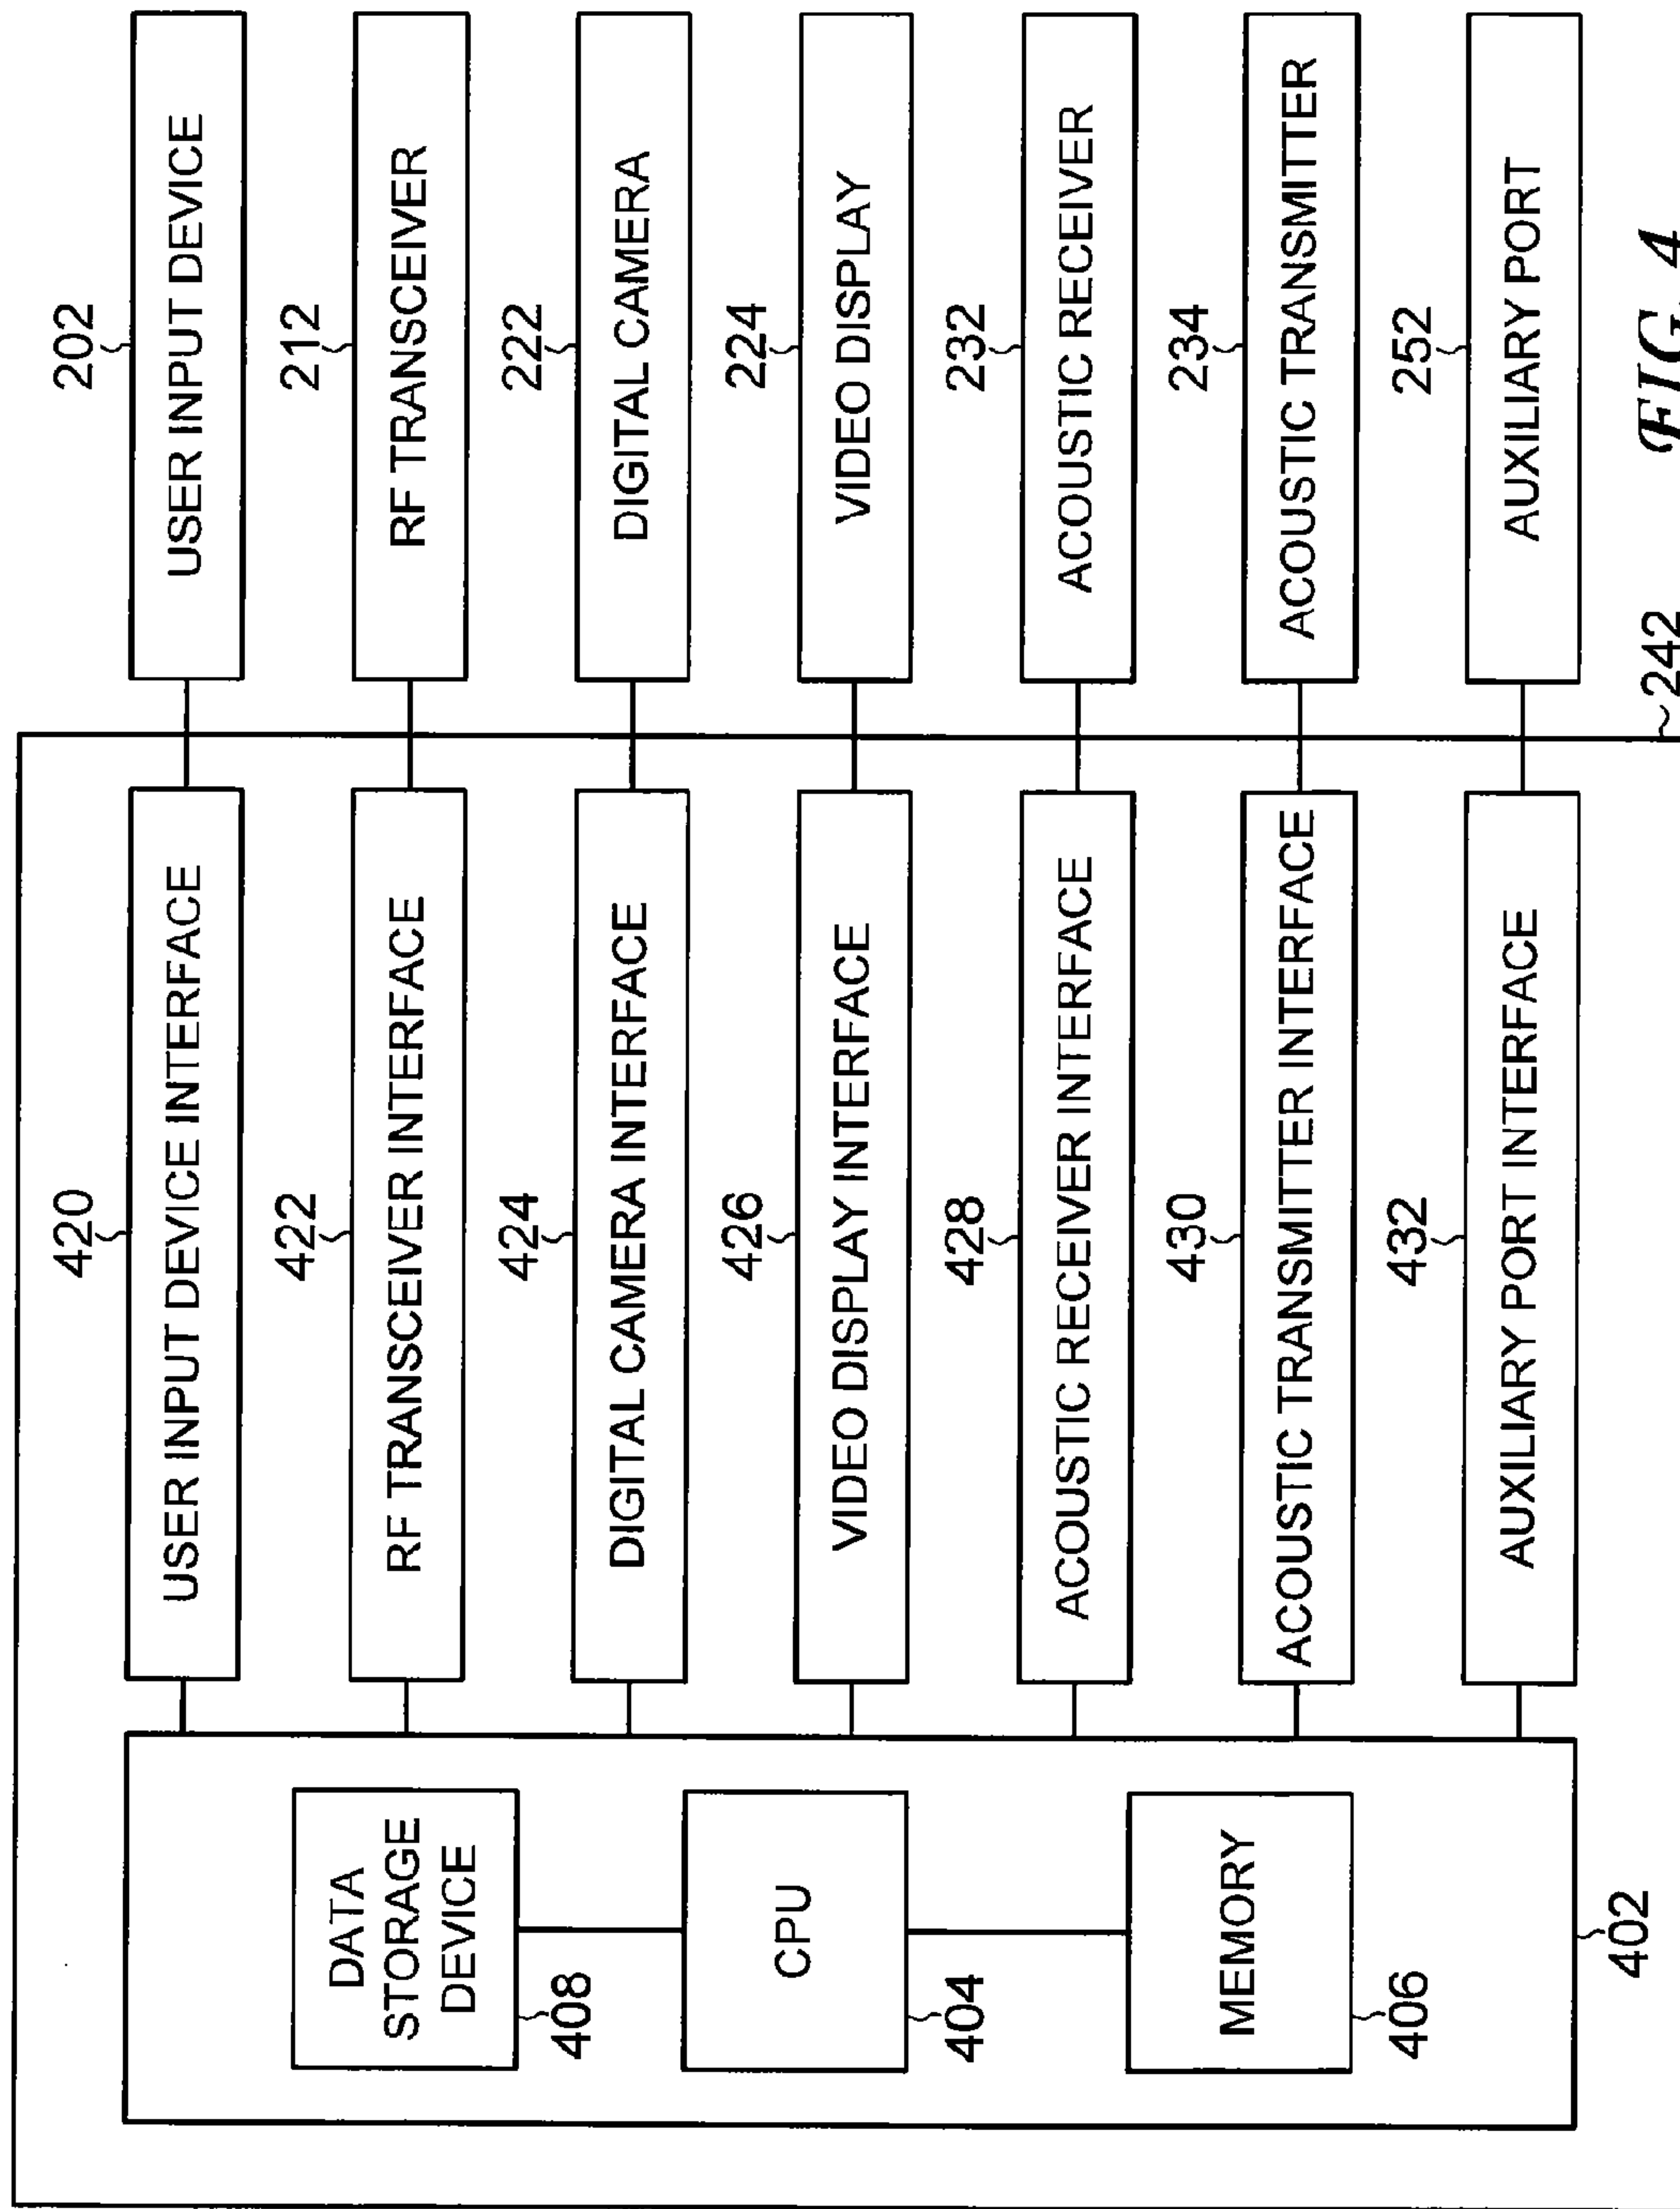 202
USER INPUT DEVICE
212
RF TRANSCEIVER
222
DIGITAL CAMERA
224
VIDEO DISPLAY
232
ACOUSTIC RECEIVER
234
ACOUSTIC TRANSMITTER
252
AUXILIARY PORT
420
USER INPUT DEVICE INTERFACE
422
RF TRANSCEIVER INTERFACE
424
DIGITAL CAMERA INTERFACE
426
VIDEO DISPLAY INTERFACE
428
ACOUSTIC RECEIVER INTERFACE
430
ACOUSTIC TRANSMITTER INTERFACE
432
AUXILIARY PORT INTERFACE
DATA
STORAGE
DEVICE
408
CPU
404
MEMORY
406
402
242
FIG. 4